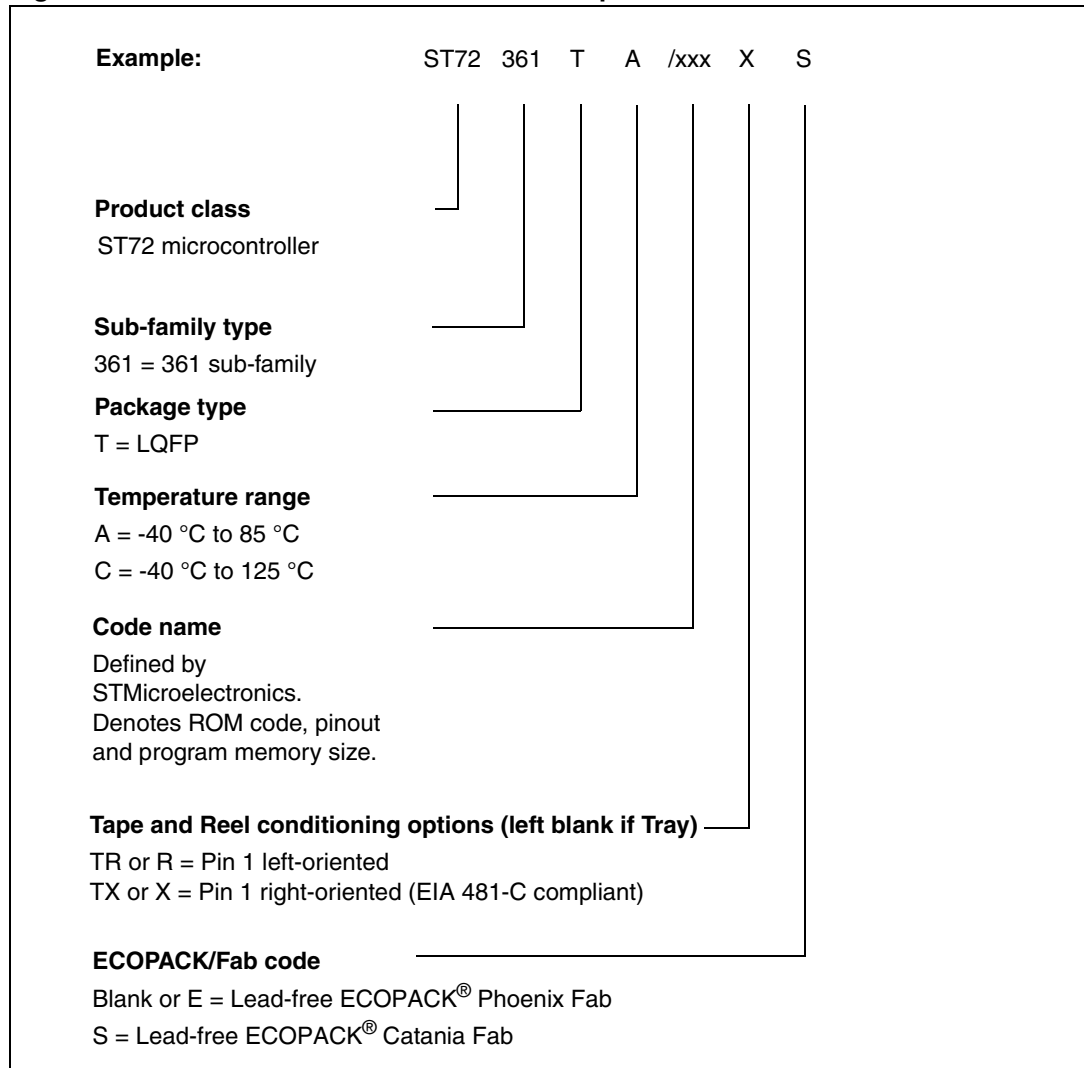 Example: ST72 361 T A /xxx X S
Product class
ST72 microcontroller
Sub-family type
361 = 361 sub-family
Package type
T = LQFP
Temperature range
A = -40 °C to 85 °C
C = -40 °C to 125 °C
Code name
Defined by
STMicroelectronics.
Denotes ROM code, pinout
and program memory size.
Tape and Reel conditioning options (left blank if Tray)
TR or R = Pin 1 left-oriented
TX or X = Pin 1 right-oriented (EIA 481-C compliant)
ECOPACK/Fab code
Blank or E = Lead-free ECOPACK® Phoenix Fab
S = Lead-free ECOPACK® Catania Fab